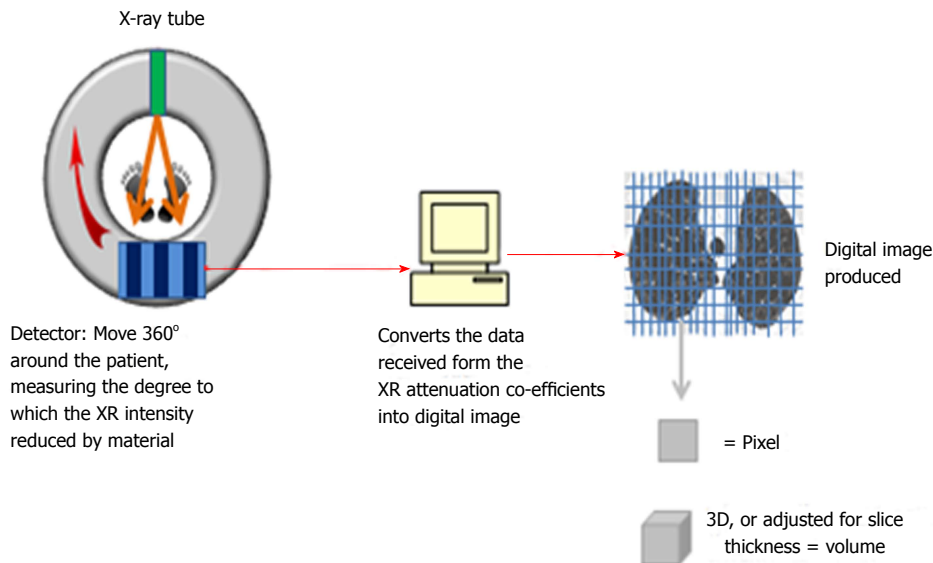 X-ray tube
Detector: Move 360°
around the patient,
measuring the degree to
which the XR intensity
reduced by material
Converts the data
received form the
XR attenuation co-efficients
into digital image
Digital image
produced
= Pixel
3D, or adjusted for slice
thickness = volume